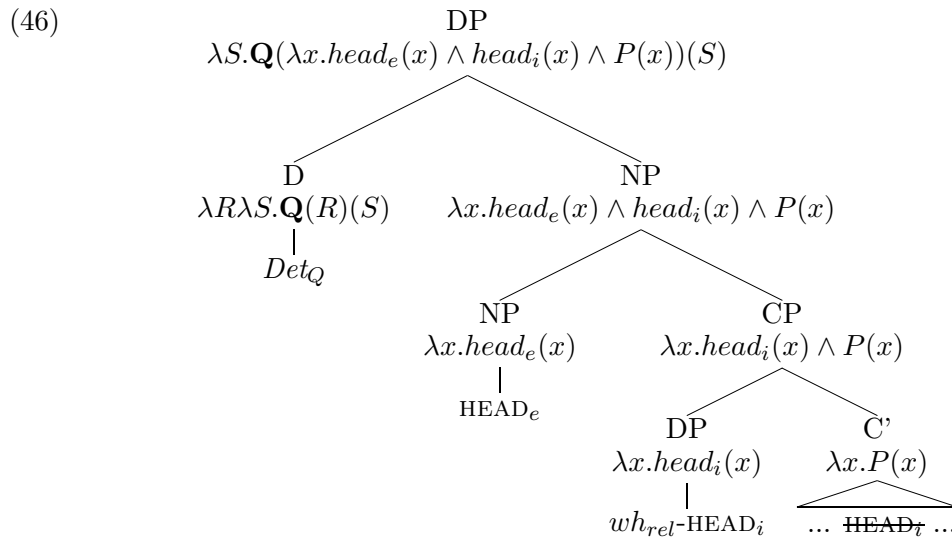 (46)
DP
λS.Q(λx.head_e(x) ∧ head_i(x) ∧ P(x))(S)
D NP
λRλS.Q(R)(S) λx.head_e(x) ∧ head_i(x) ∧ P(x)
Det_Q
NP CP
λx.head_e(x) λx.head_i(x) ∧ P(x)
HEAD_e
DP C'
λx.head_i(x) λx.P(x)
wh_rel-HEAD_i ... HEAD_i ...